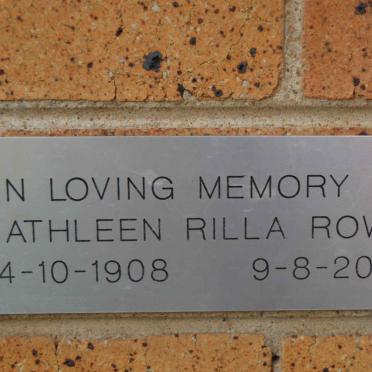 N LOVING MEMORY
ATHLEEN RILLA ROW
4-10-1908 9-8-20